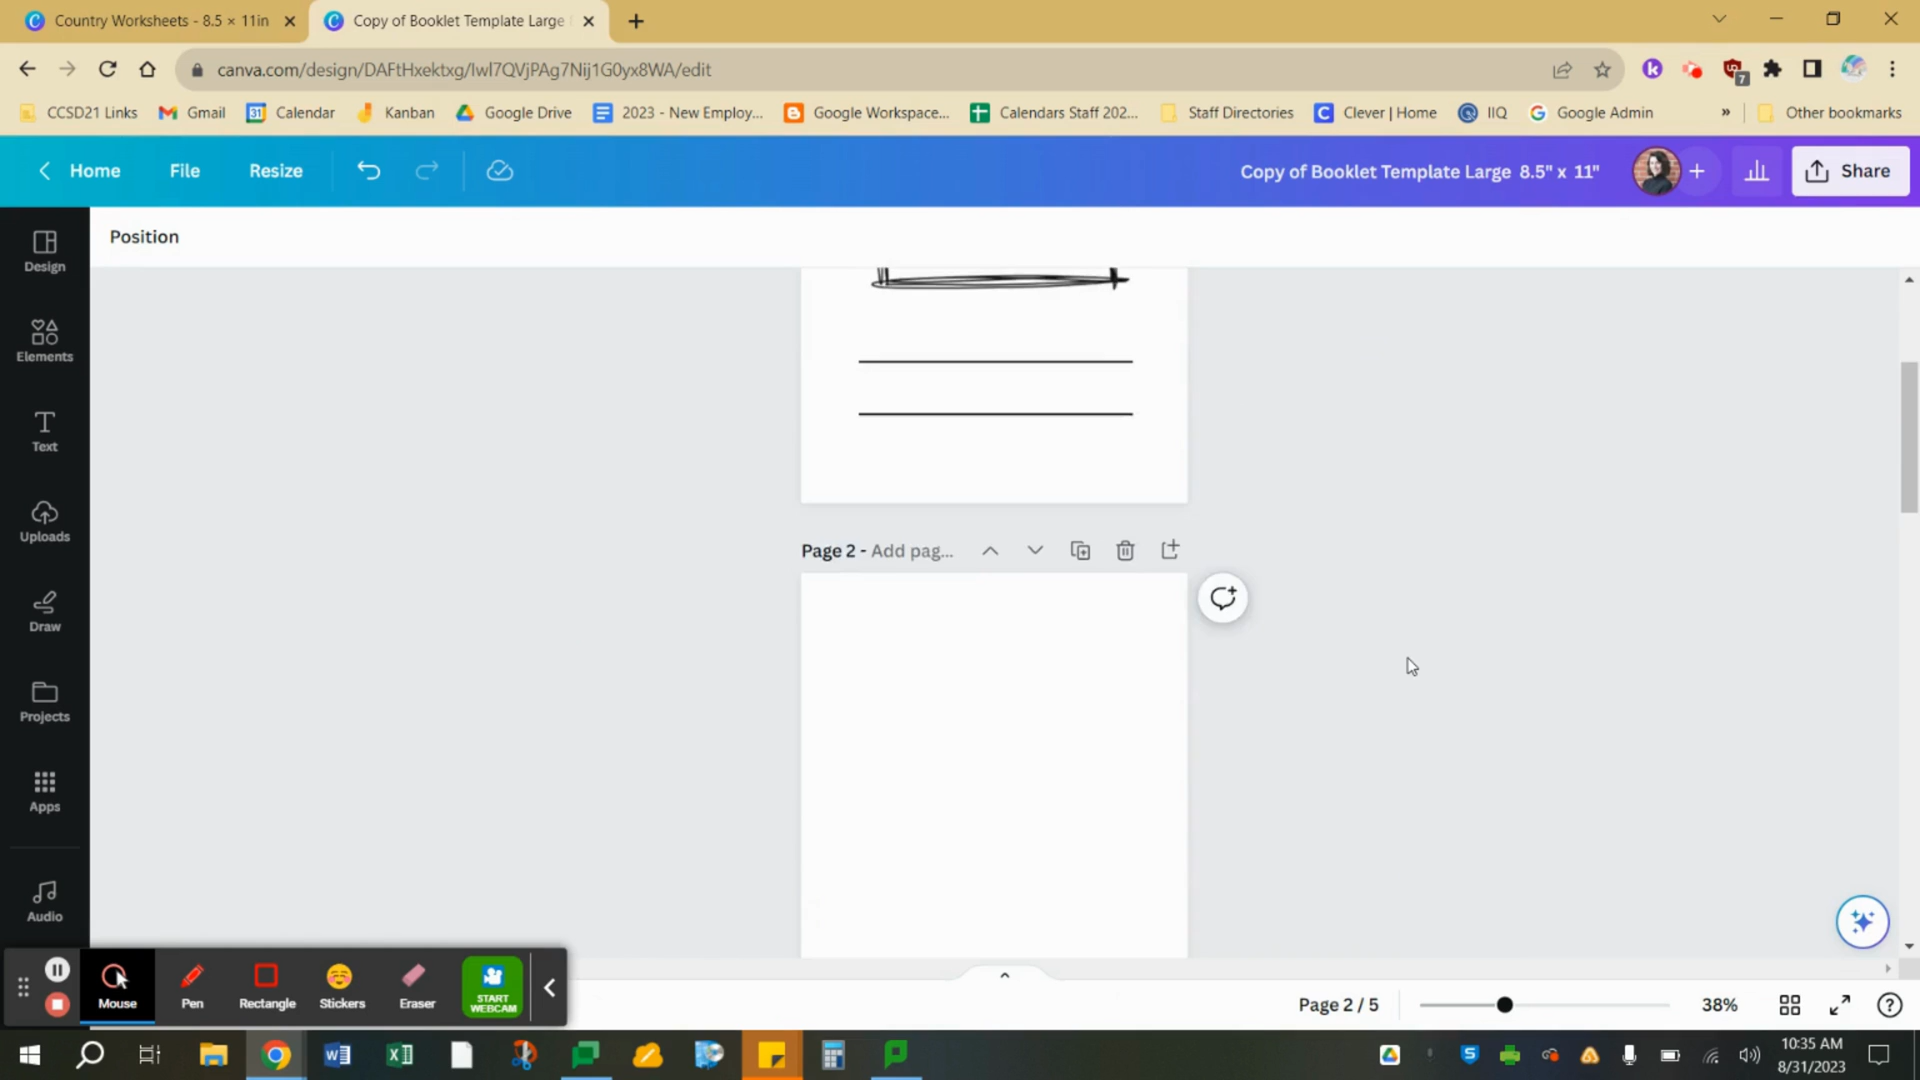 Country Worksheets - 8.5 × 11in
Copy of Booklet Template Large
canva.com/design/DAFtHxektxg/IwI7QVjPAg7Nij1G0yx8WA/edit
7
CCSD21 Links
Gmail
31
Calendar
Kanban
Google Drive
2023 - New Employ...
Google Workspace...
Calendars Staff 202...
Staff Directories
Clever | Home
IIQ
Google Admin
»
Other bookmarks
Home
File
Resize
Copy of Booklet Template Large 8.5" x 11"
Share
Position
Design
Elements
Text
Uploads
Draw
Projects
Apps
Audio
Page 2 - Add pag...
Mouse
Pen
Rectangle
Stickers
Eraser
START
WEBCAM
Page 2 / 5
38%
10:35 AM
8/31/2023